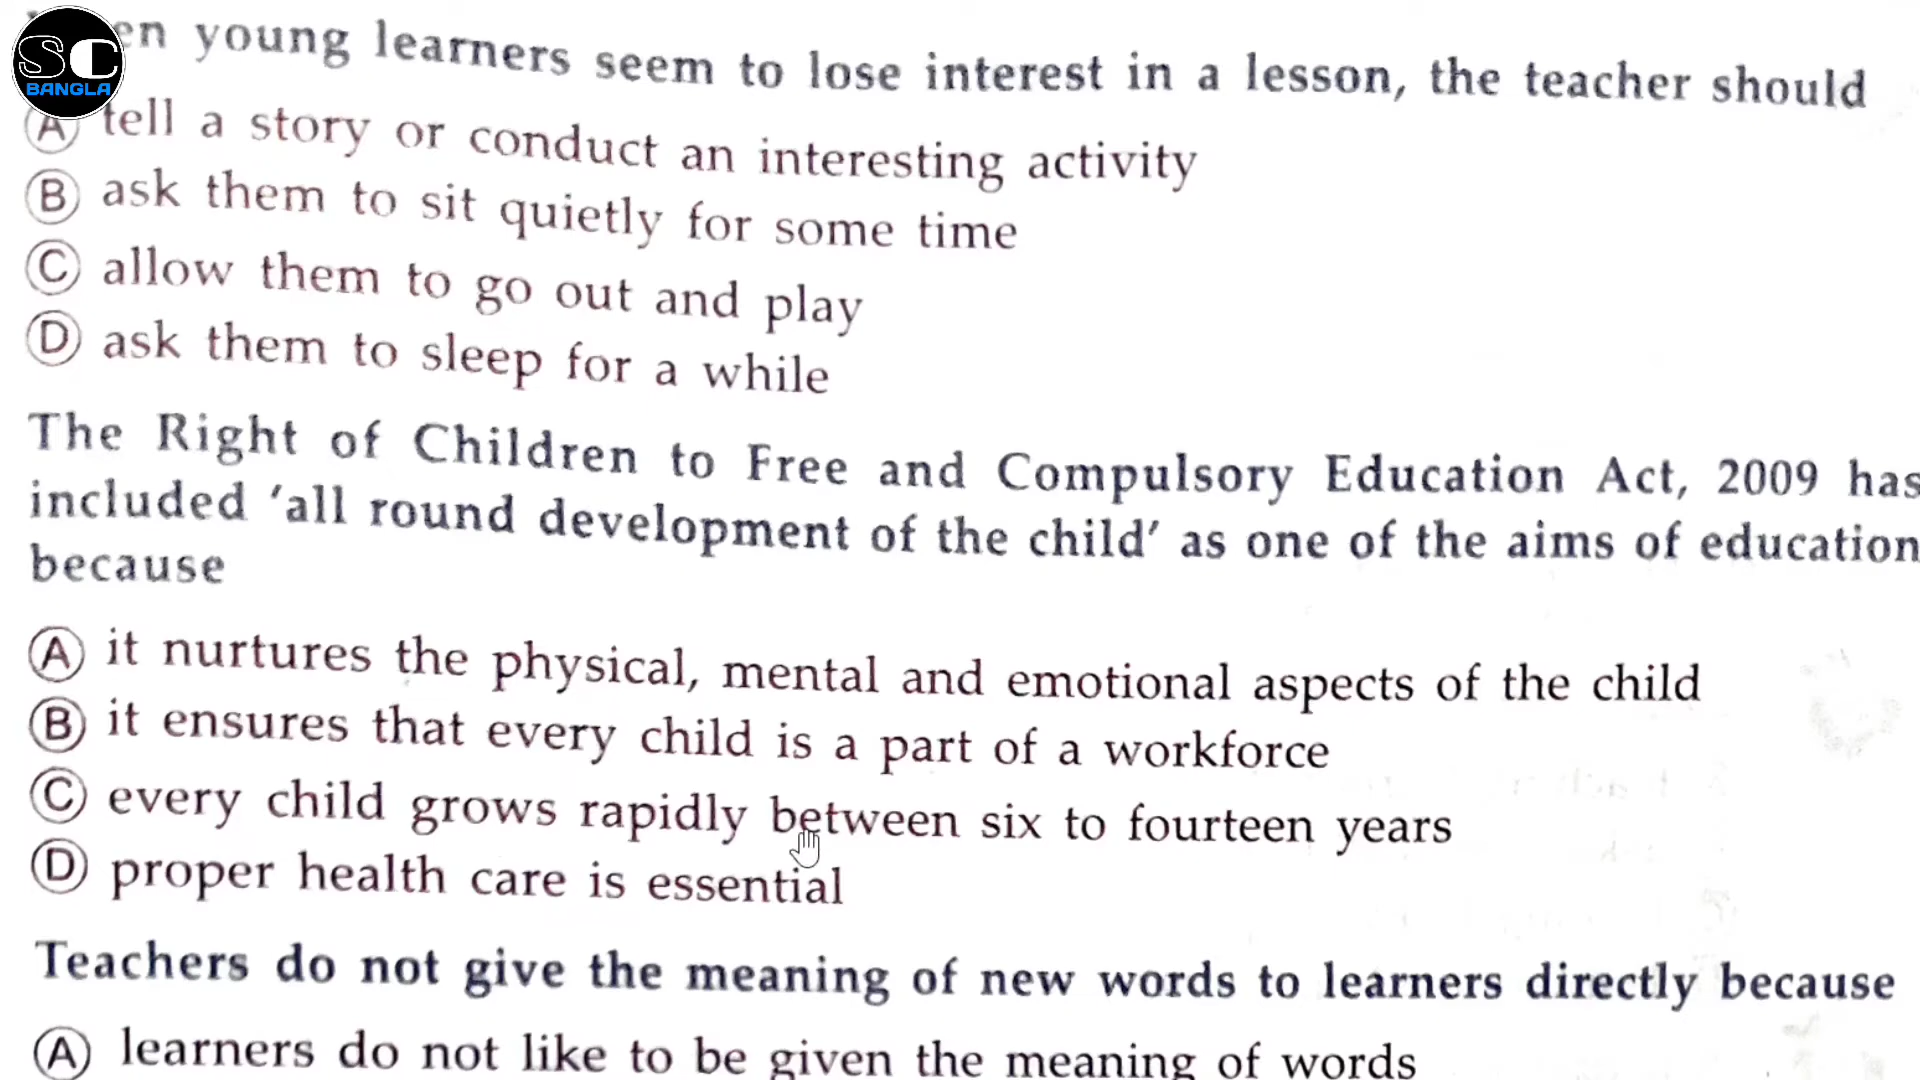 SC
BANGLA
en young learners seem to lose interest in a lesson, the teacher should
A tell a story or conduct an interesting activity
B ask them to sit quietly for some time
C allow them to go out and play
D ask them to sleep for a while
The Right of Children to Free and Compulsory Education Act, 2009 has
included 'all round development of the child' as one of the aims of education
because
A it nurtures the physical, mental and emotional aspects of the child
B it ensures that every child is a part of a workforce
C every child grows rapidly between six to fourteen years
D proper health care is essential
Teachers do not give the meaning of new words to learners directly because
A learners do not like to be given the meaning of words